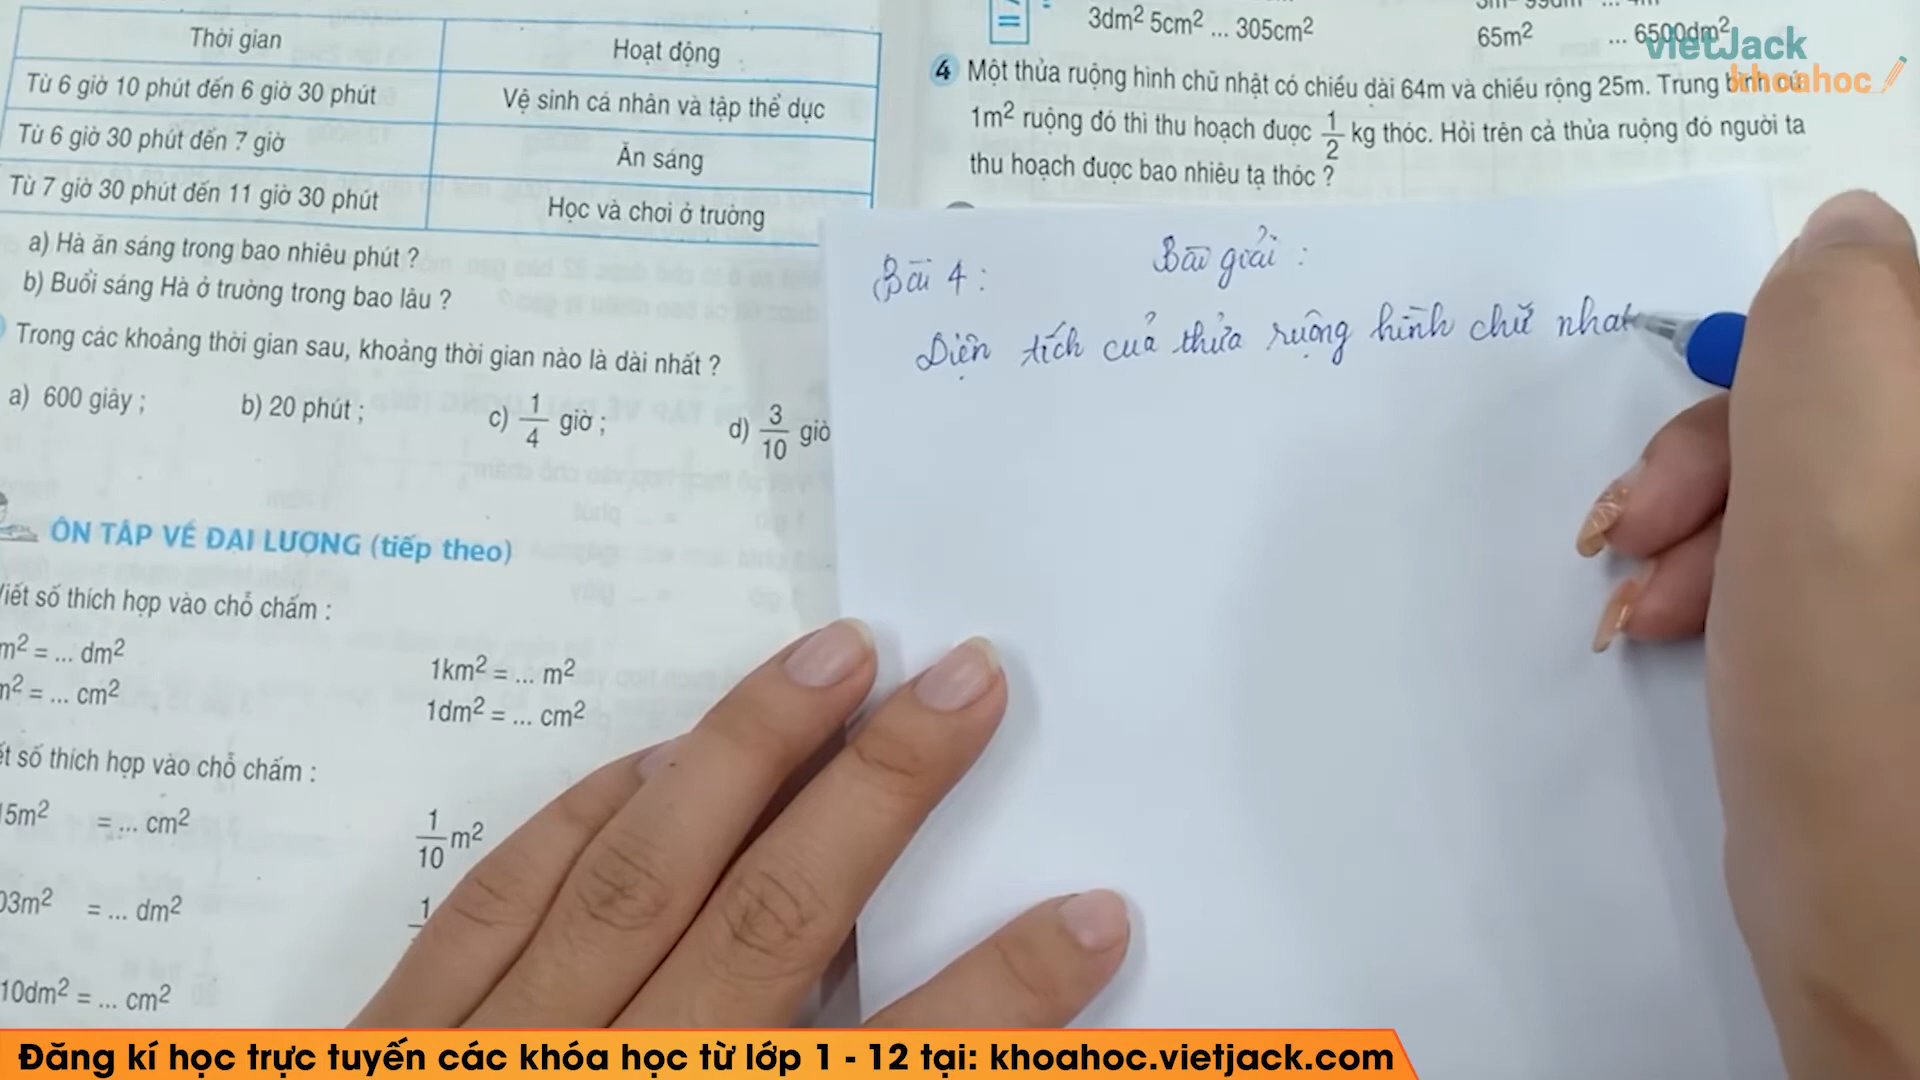 Thời gian
Hoạt động
Từ 6 giờ 10 phút đến 6 giờ 30 phút
Vệ sinh cá nhân và tập thể dục
Từ 6 giờ 30 phút đến 7 giờ
Ăn sáng
Từ 7 giờ 30 phút đến 11 giờ 30 phút
Học và chơi ở trường
a) Hà ăn sáng trong bao nhiêu phút ?
b) Buổi sáng Hà ở trường trong bao lâu ?
Trong các khoảng thời gian sau, khoảng thời gian nào là dài nhất ?
a) 600 giây ;
b) 20 phút ;
c) 1/4 giờ ;
d) 3/10 giờ
ÔN TẬP VỀ ĐẠI LƯỢNG (tiếp theo)
Viết số thích hợp vào chỗ chấm :
m² = ... dm²
1km² = ... m²
m² = ... cm²
1dm² = ... cm²
số thích hợp vào chỗ chấm :
15m² = ... cm²
1/10 m²
03m² = ... dm²
10dm² = ... cm²
=
3dm² 5cm² ... 305cm²
65m² ... 6500dm²
vietJack
khoahoc
4 Một thửa ruộng hình chữ nhật có chiều dài 64m và chiều rộng 25m. Trung bình cứ
1m² ruộng đó thì thu hoạch được 1/2 kg thóc. Hỏi trên cả thửa ruộng đó người ta
thu hoạch được bao nhiêu tạ thóc ?
Bài 4 :
Bài giải :
Diện tích của thửa ruộng hình chữ nhat
Đăng kí học trực tuyến các khóa học từ lớp 1 - 12 tại: khoahoc.vietjack.com